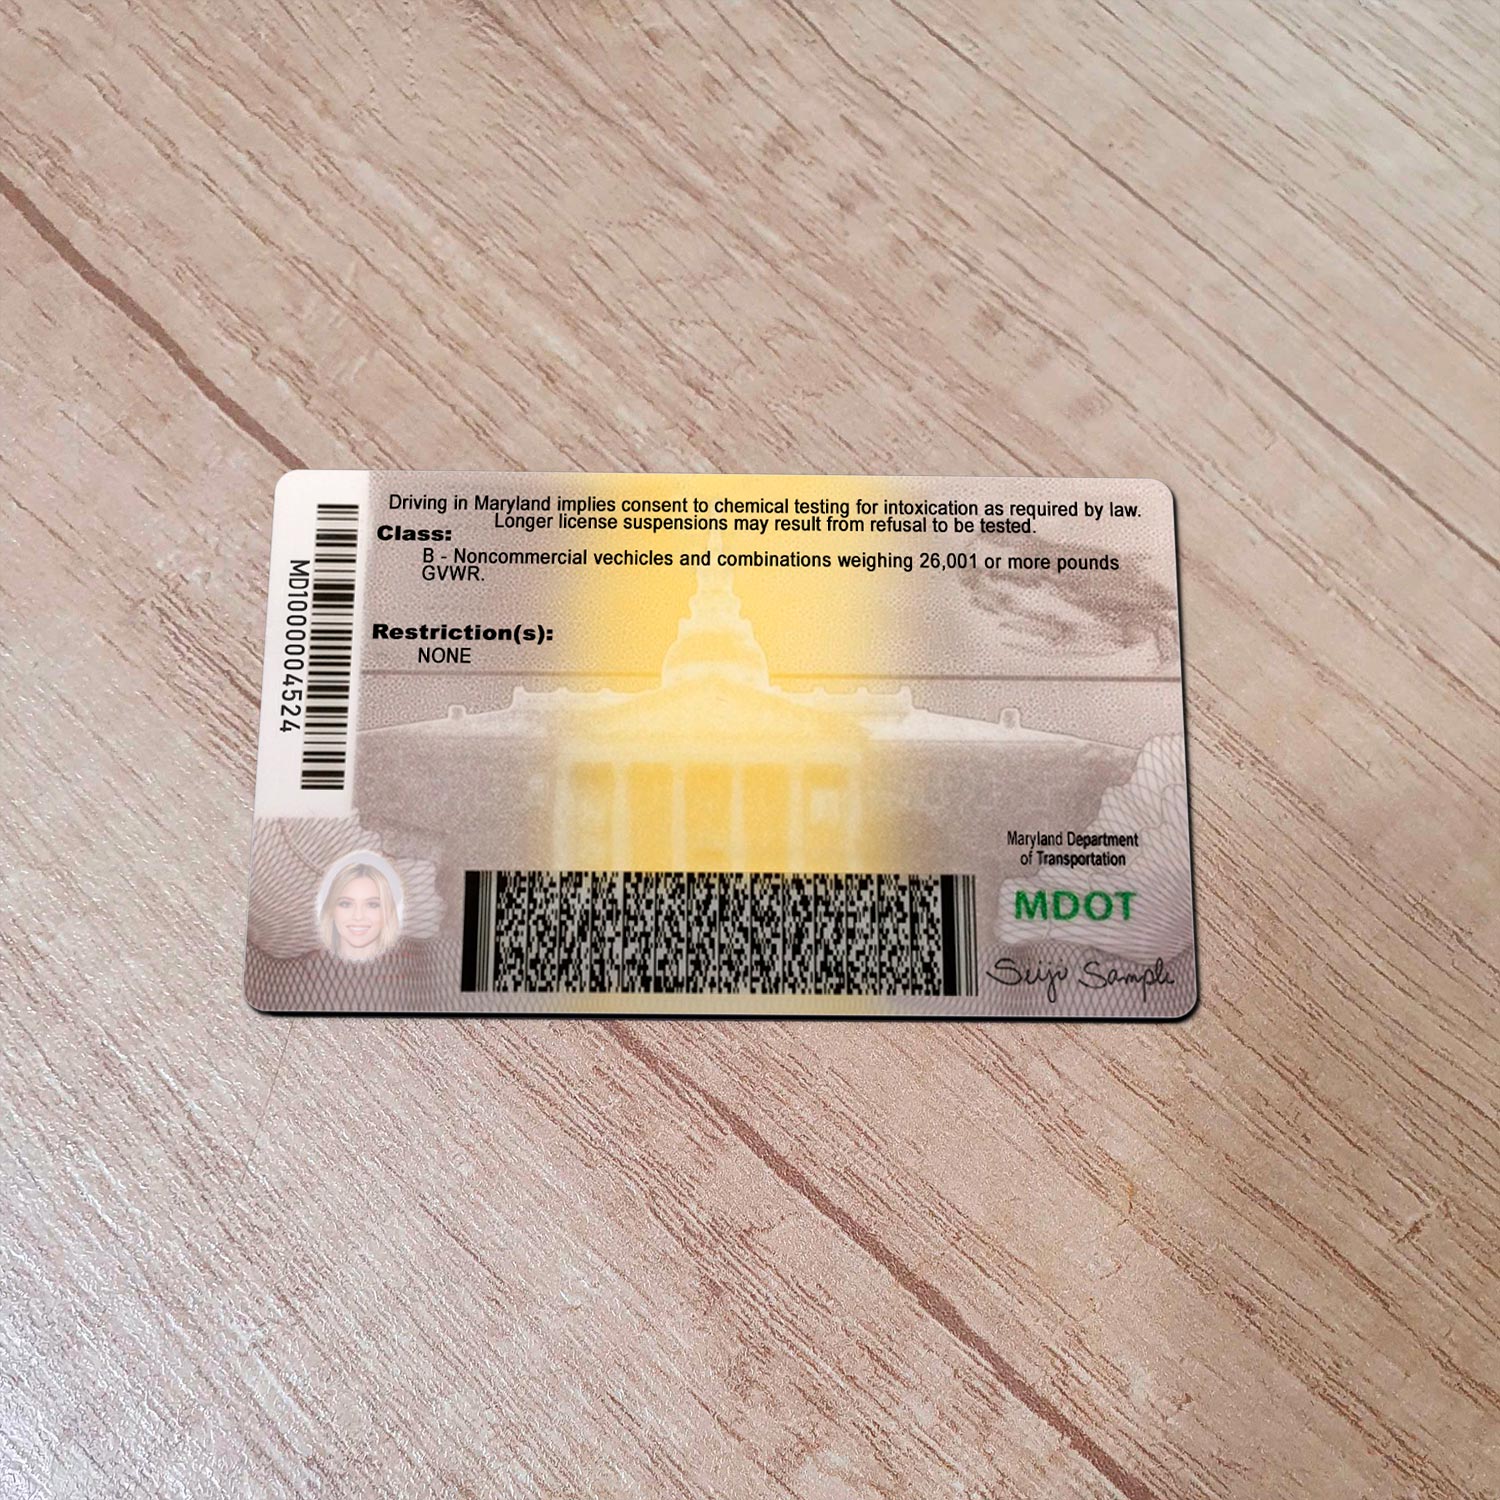 Driving in Maryland implies consent to chemical testing for intoxication as required by law.
Longer license suspensions may result from refusal to be tested.
Class:
B - Noncommercial vechicles and combinations weighing 26,001 or more pounds
GVWR.
Restriction(s):
NONE
MD1000004524
Maryland Department
of Transportation
MDOT
Seiji Sample